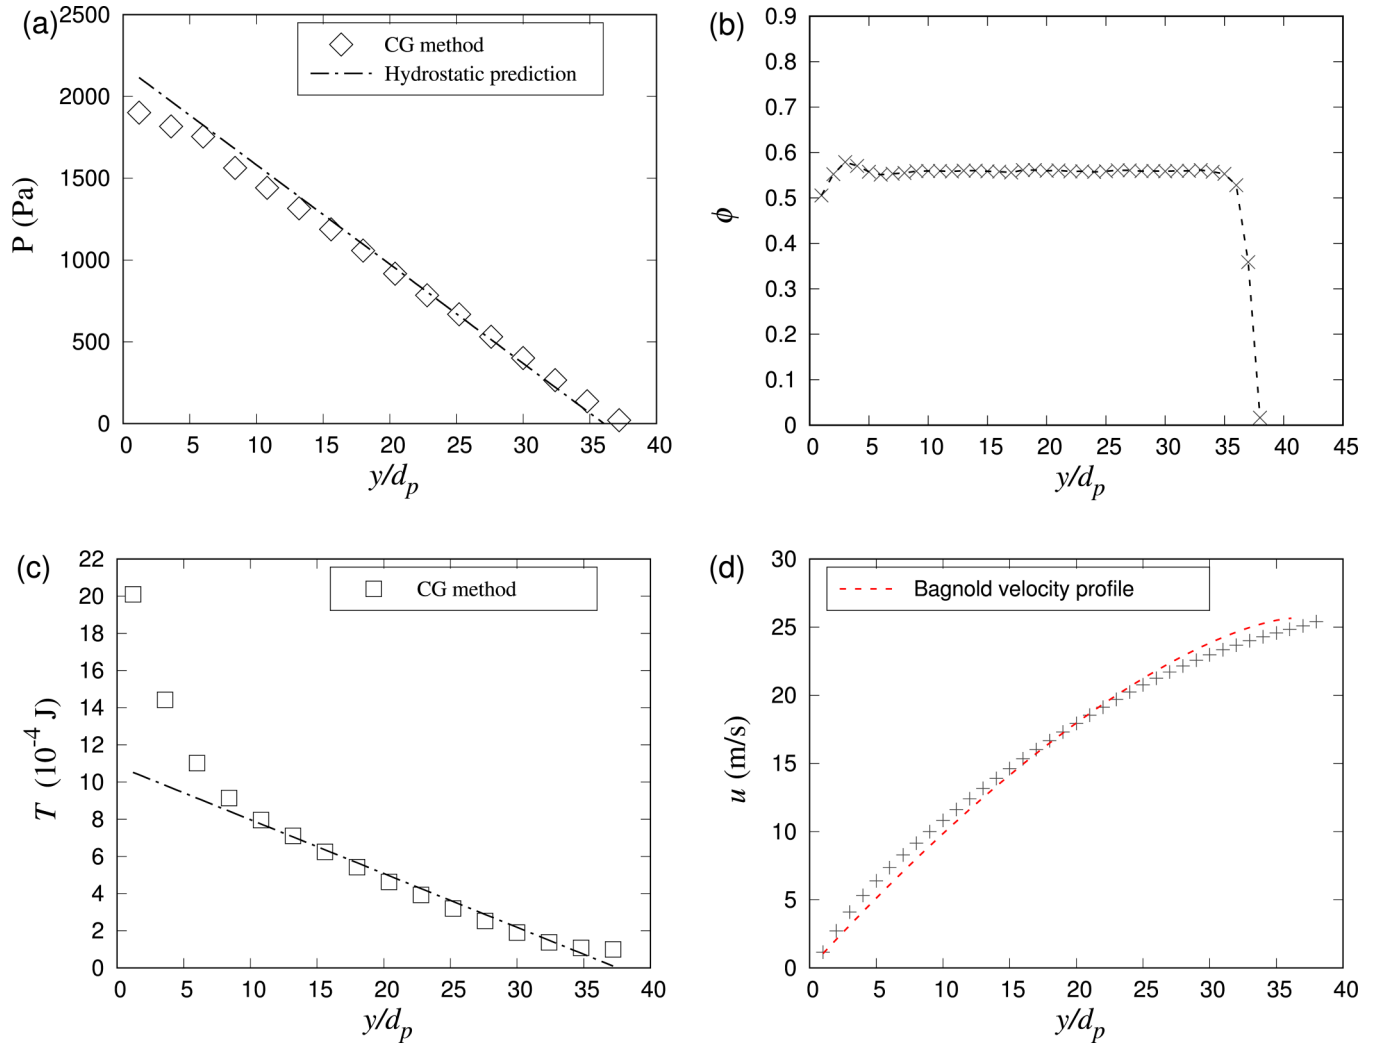 (a)
2500
2000
1500
1000
500
0
P (Pa)
CG method
Hydrostatic prediction
0 5 10 15 20 25 30 35 40
y/dp
(b)
0.9
0.8
0.7
0.6
0.5
0.4
0.3
0.2
0.1
0
ϕ
0 5 10 15 20 25 30 35 40 45
y/dp
(c)
22
20
18
16
14
12
10
8
6
4
2
0
T (10-4 J)
CG method
0 5 10 15 20 25 30 35 40
y/dp
(d)
30
25
20
15
10
5
0
u (m/s)
Bagnold velocity profile
0 5 10 15 20 25 30 35 40
y/dp